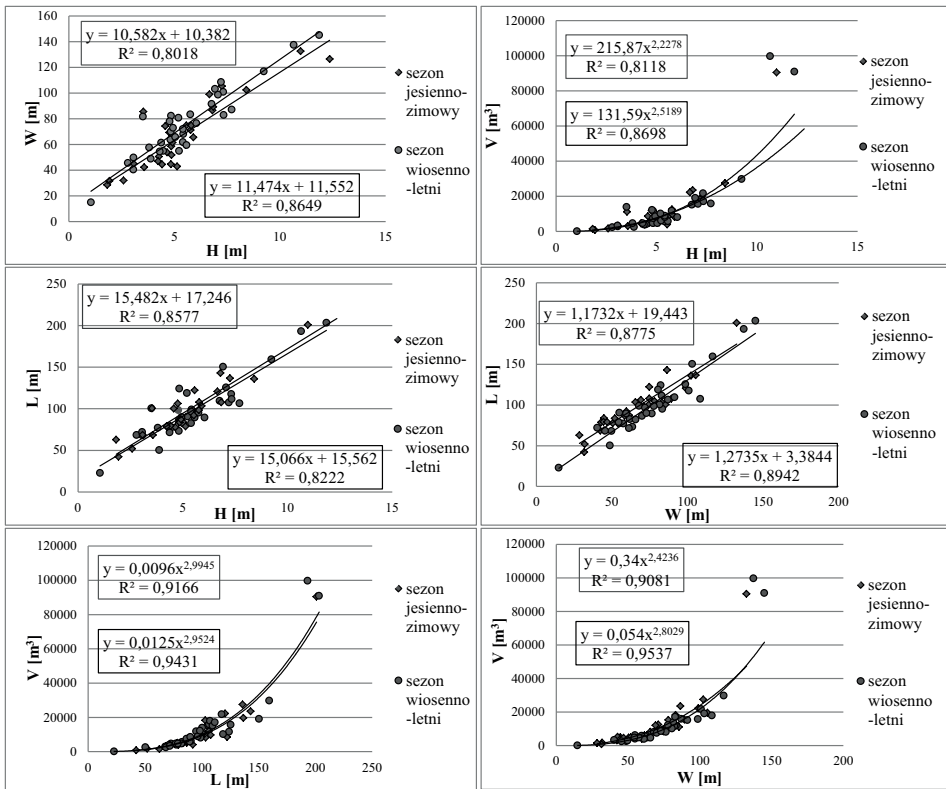 160
140
120
100
80
60
40
20
0
W [m]
y = 10,582x + 10,382
R² = 0,8018
y = 11,474x + 11,552
R² = 0,8649
0 5 10 15
H [m]
sezon
jesienno-
zimowy
sezon
wiosenno
-letni
120000
100000
80000
60000
40000
20000
0
V [m³]
y = 215,87x^2,2278
R² = 0,8118
y = 131,59x^2,5189
R² = 0,8698
0 5 10 15
H [m]
sezon
jesienno-
zimowy
sezon
wiosenno
-letni
250
200
150
100
50
0
L [m]
y = 15,482x + 17,246
R² = 0,8577
y = 15,066x + 15,562
R² = 0,8222
0 5 10 15
H [m]
sezon
jesienno-
zimowy
sezon
wiosenno
-letni
250
200
150
100
50
0
L [m]
y = 1,1732x + 19,443
R² = 0,8775
y = 1,2735x + 3,3844
R² = 0,8942
0 50 100 150 200
W [m]
sezon
jesienno-
zimowy
sezon
wiosenno
-letni
120000
100000
80000
60000
40000
20000
0
V [m³]
y = 0,0096x^2,9945
R² = 0,9166
y = 0,0125x^2,9524
R² = 0,9431
0 50 100 150 200 250
L [m]
sezon
jesienno-
zimowy
sezon
wiosenno
-letni
120000
100000
80000
60000
40000
20000
0
V [m³]
y = 0,34x^2,4236
R² = 0,9081
y = 0,054x^2,8029
R² = 0,9537
0 50 100 150 200
W [m]
sezon
jesienno-
zimowy
sezon
wiosenno
-letni